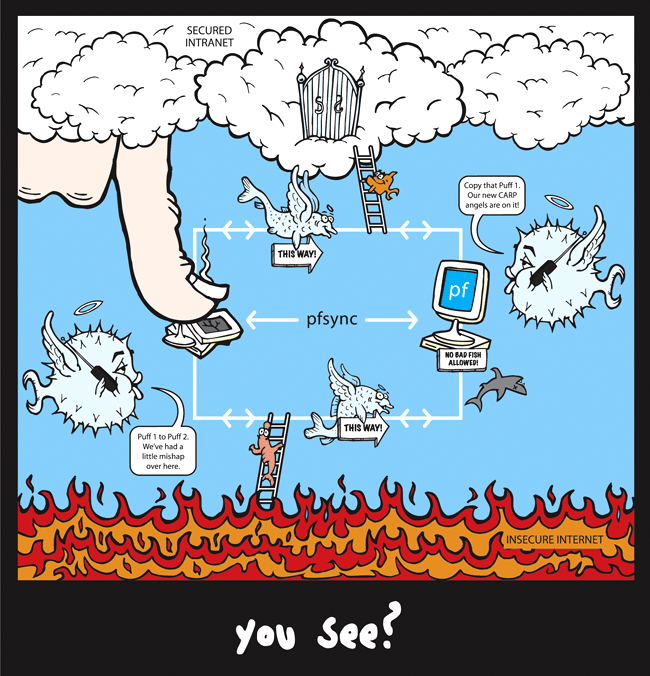 SECURED
INTRANET
Copy that Puff 1.
Our new CARP
angels are on it!
THIS WAY!
pf
pfsync
NO BAD FISH
ALLOWED!
THIS WAY!
Puff 1 to Puff 2.
We've had a
little mishap
over here.
INSECURE INTERNET
you see?